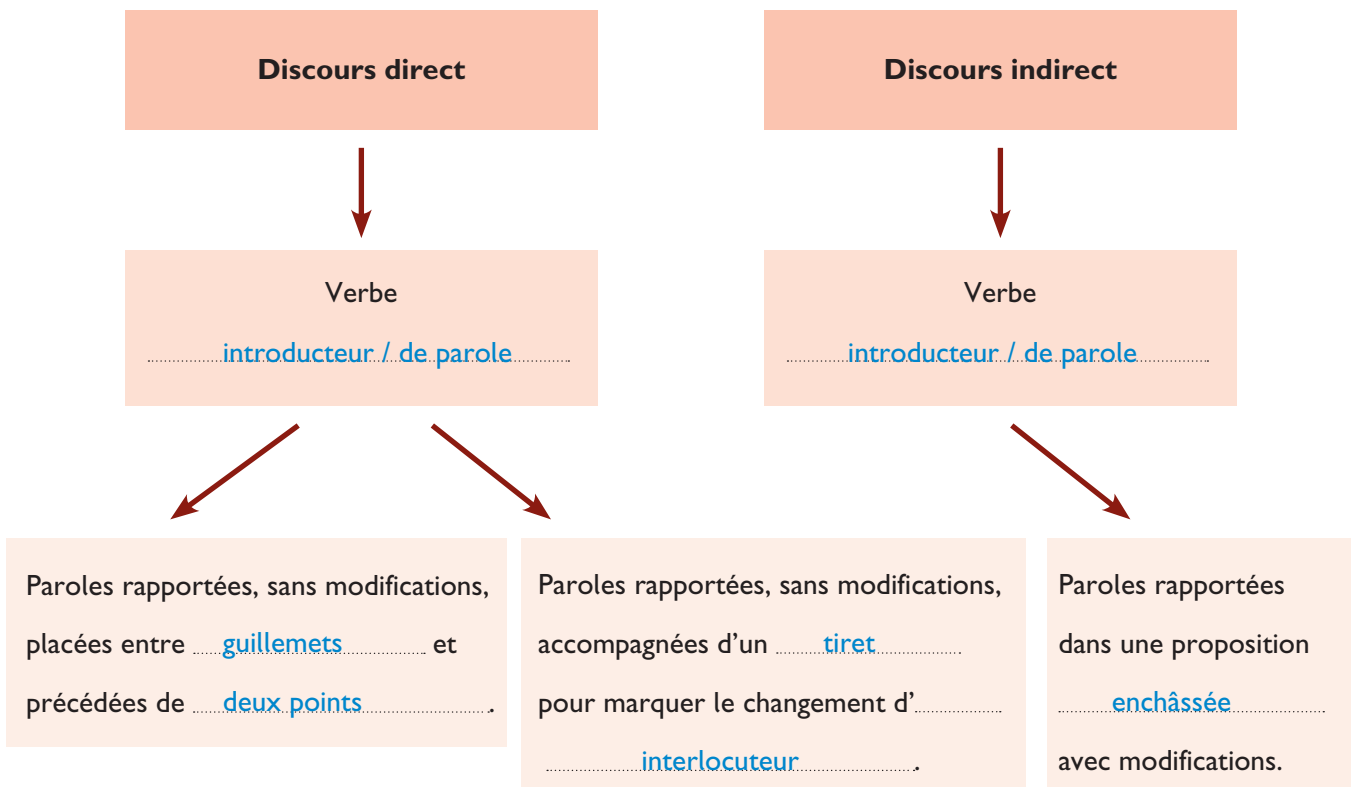 Discours direct
Discours indirect
Verbe
introducteur / de parole
Verbe
introducteur / de parole
Paroles rapportées, sans modifications,
placées entre guillemets et
précédées de deux points.
Paroles rapportées, sans modifications,
accompagnées d’un tiret
pour marquer le changement d’
interlocuteur.
Paroles rapportées
dans une proposition
enchâssée
avec modifications.